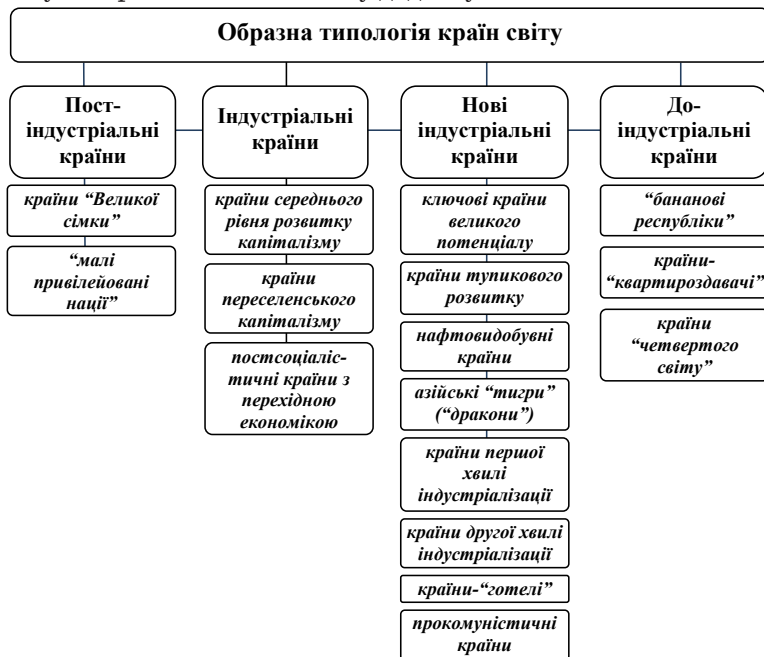 Образна типологія країн світу
Пост-
індустріальні
країни
країни “Великої
сімки”
“малі
привілейовані
нації”
Індустріальні
країни
країни середнього
рівня розвитку
капіталізму
країни
переселенського
капіталізму
постсоціаліс-
тичні країни з
перехідною
економікою
Нові
індустріальні
країни
ключові країни
великого
потенціалу
країни тупикового
розвитку
нафтовидобувні
країни
азійські “тигри”
(“дракони”)
країни першої
хвилі
індустріалізації
країни другої хвилі
індустріалізації
країни-“готелі”
прокомуністичні
країни
До-
індустріальні
країни
“бананові
республіки”
країни-
“квартироздавачі”
країни
“четвертого
світу”